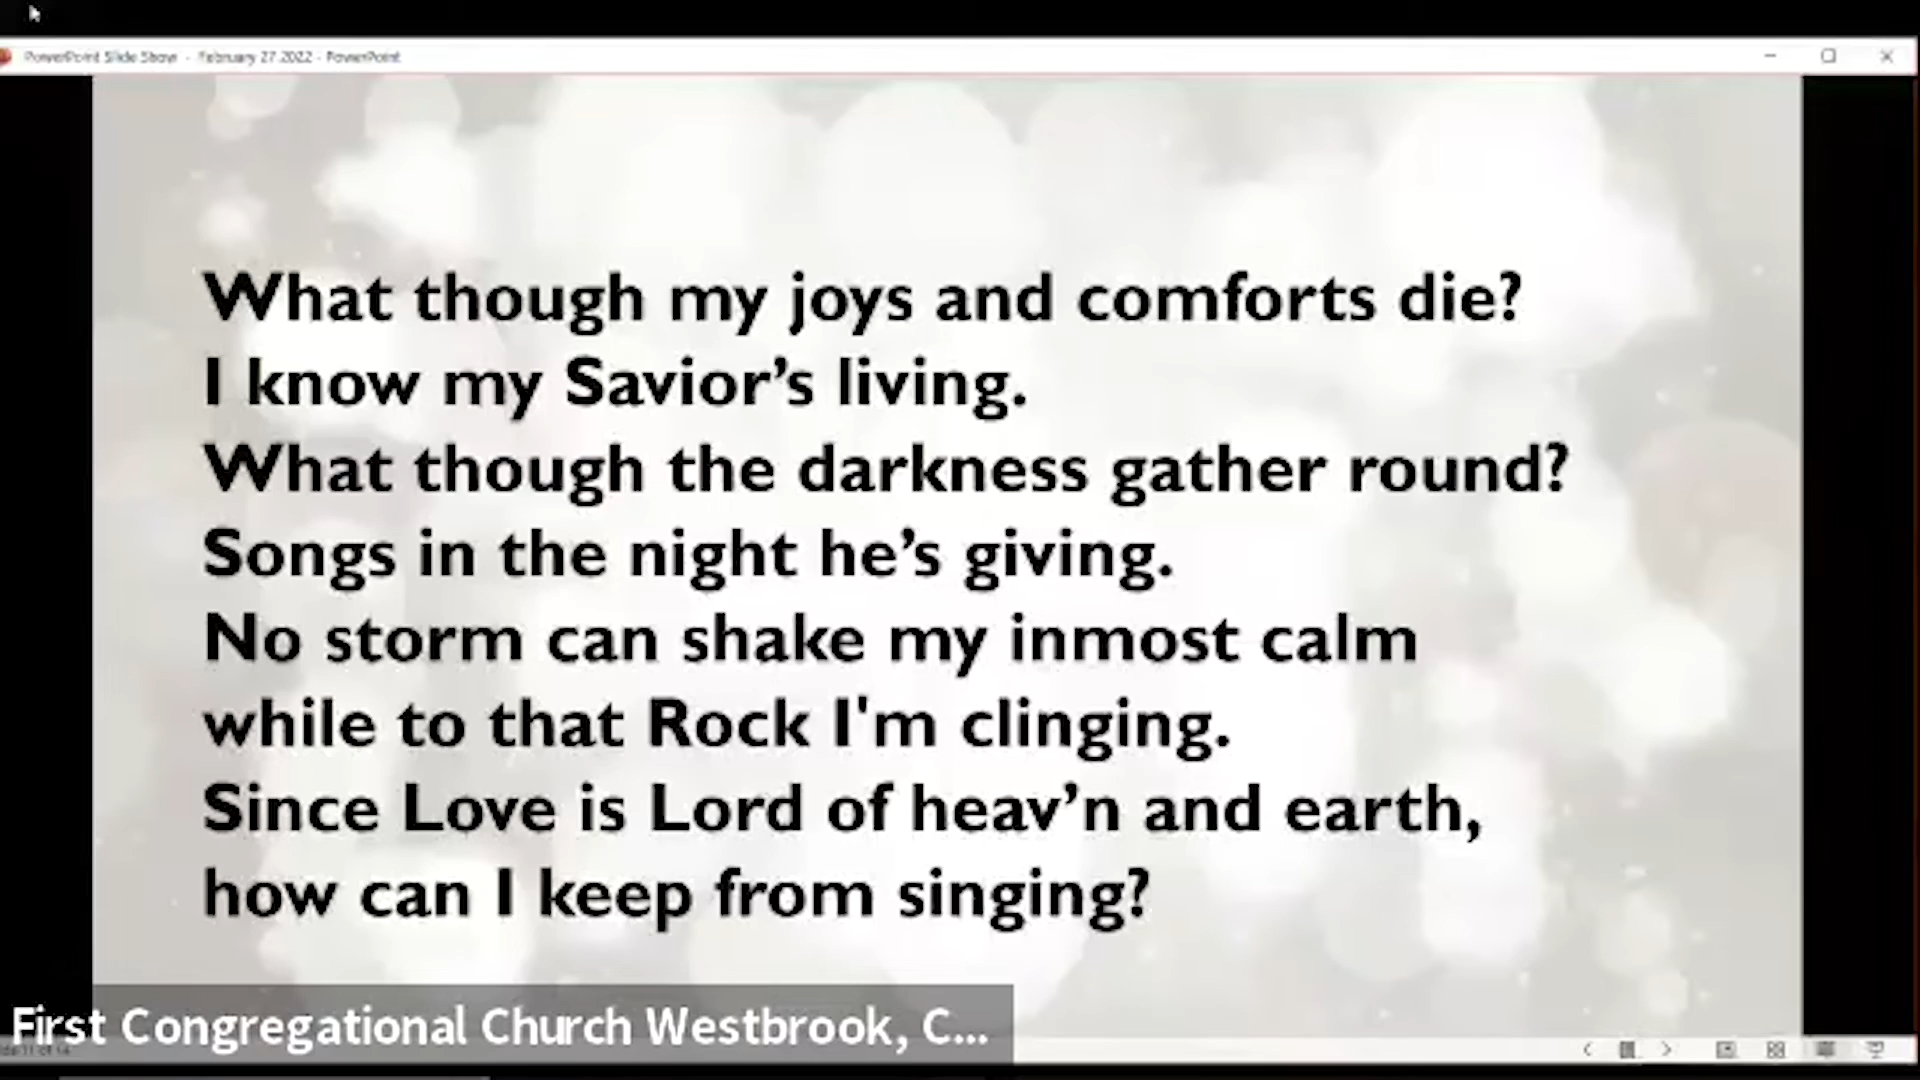 PowerPoint Slide Show - February 27 2022 - PowerPoint
What though my joys and comforts die?
I know my Savior’s living.
What though the darkness gather round?
Songs in the night he’s giving.
No storm can shake my inmost calm
while to that Rock I'm clinging.
Since Love is Lord of heav’n and earth,
how can I keep from singing?
First Congregational Church Westbrook, C...